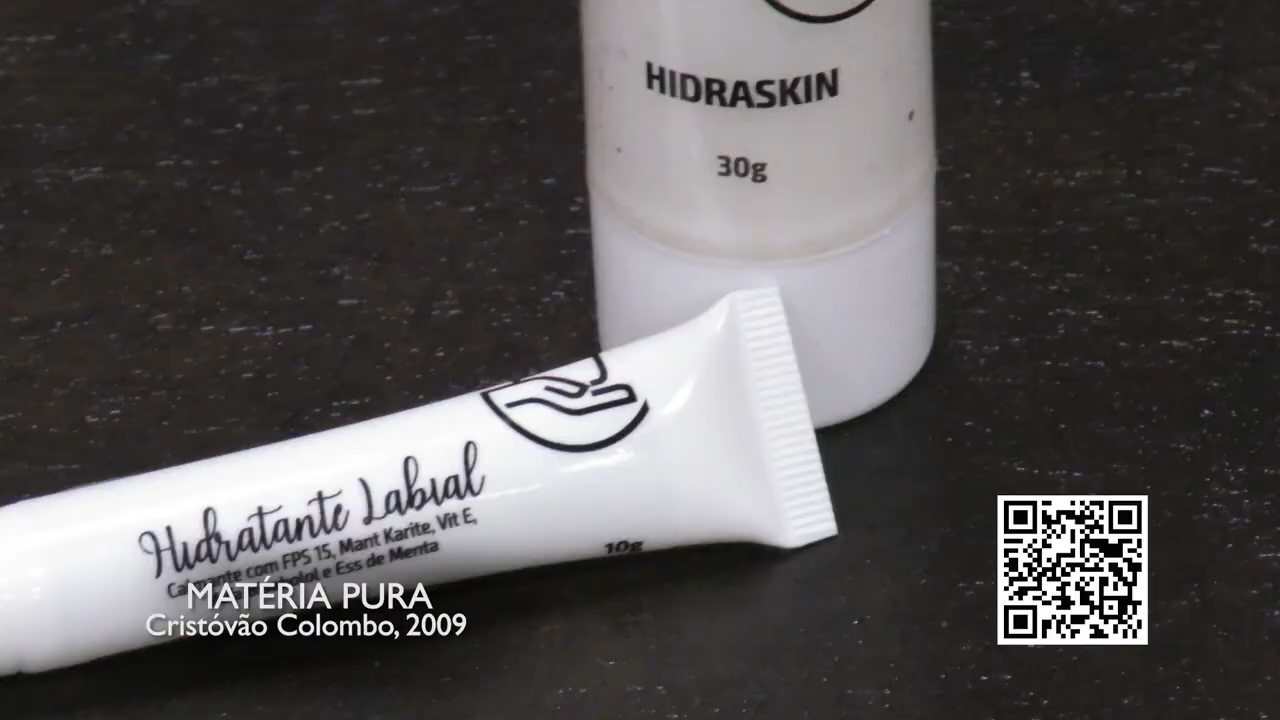 HIDRASKIN
30g
Hidratante Labial
Calmante com FPS 15, Mant Karite, Vit E,
e Ess de Menta
10g
MATÉRIA PURA
Cristóvão Colombo, 2009